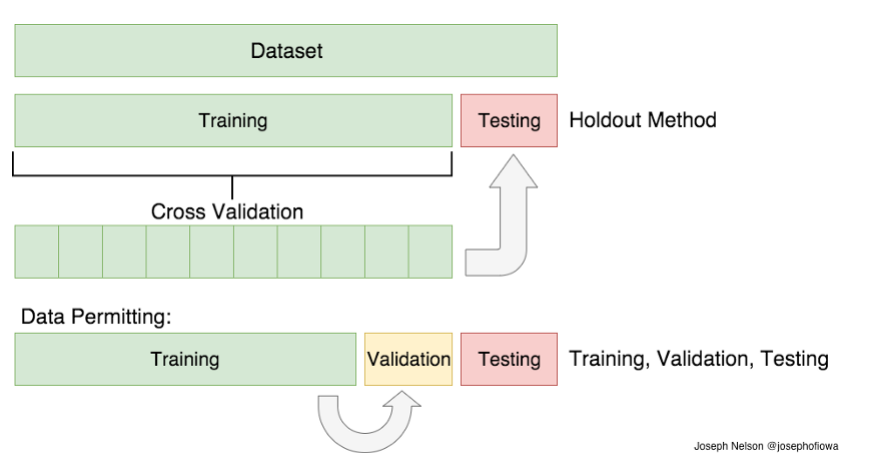 Dataset
Training
Testing
Holdout Method
Cross Validation
Data Permitting:
Training
Validation
Testing
Training, Validation, Testing
Joseph Nelson @josephofiowa